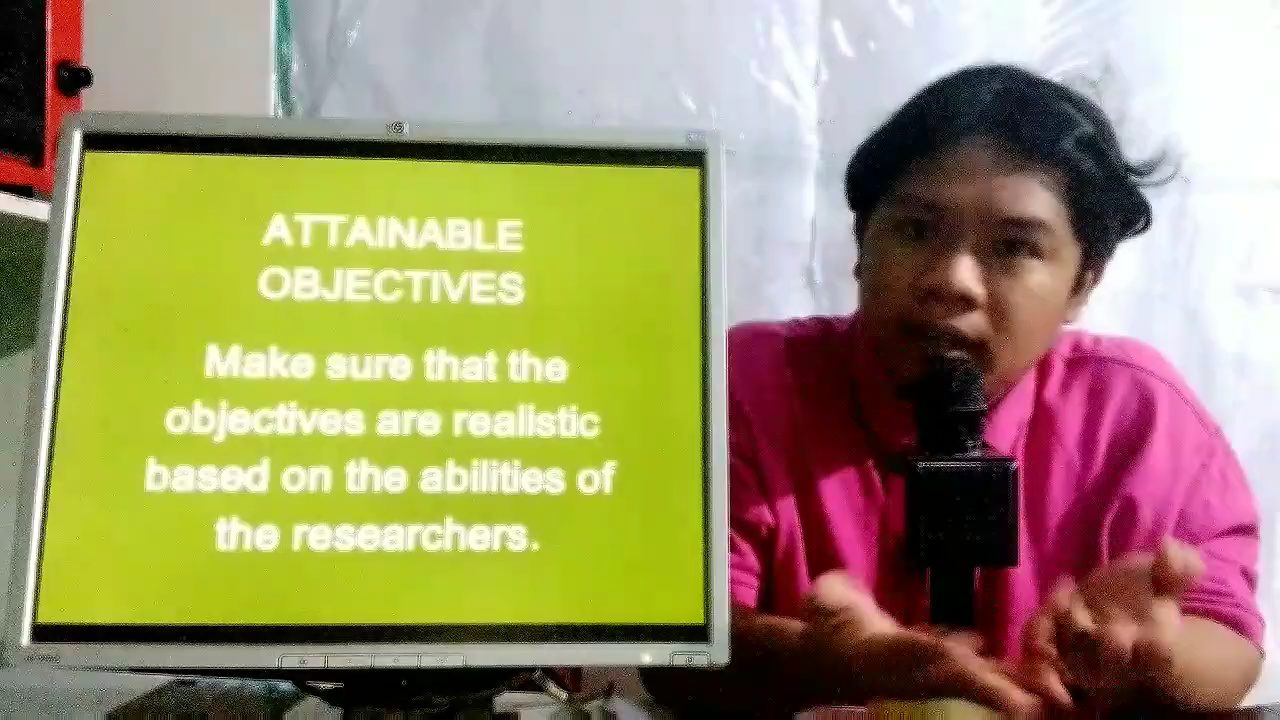 ATTAINABLE
OBJECTIVES
Make sure that the
objectives are realistic
based on the abilities of
the researchers.